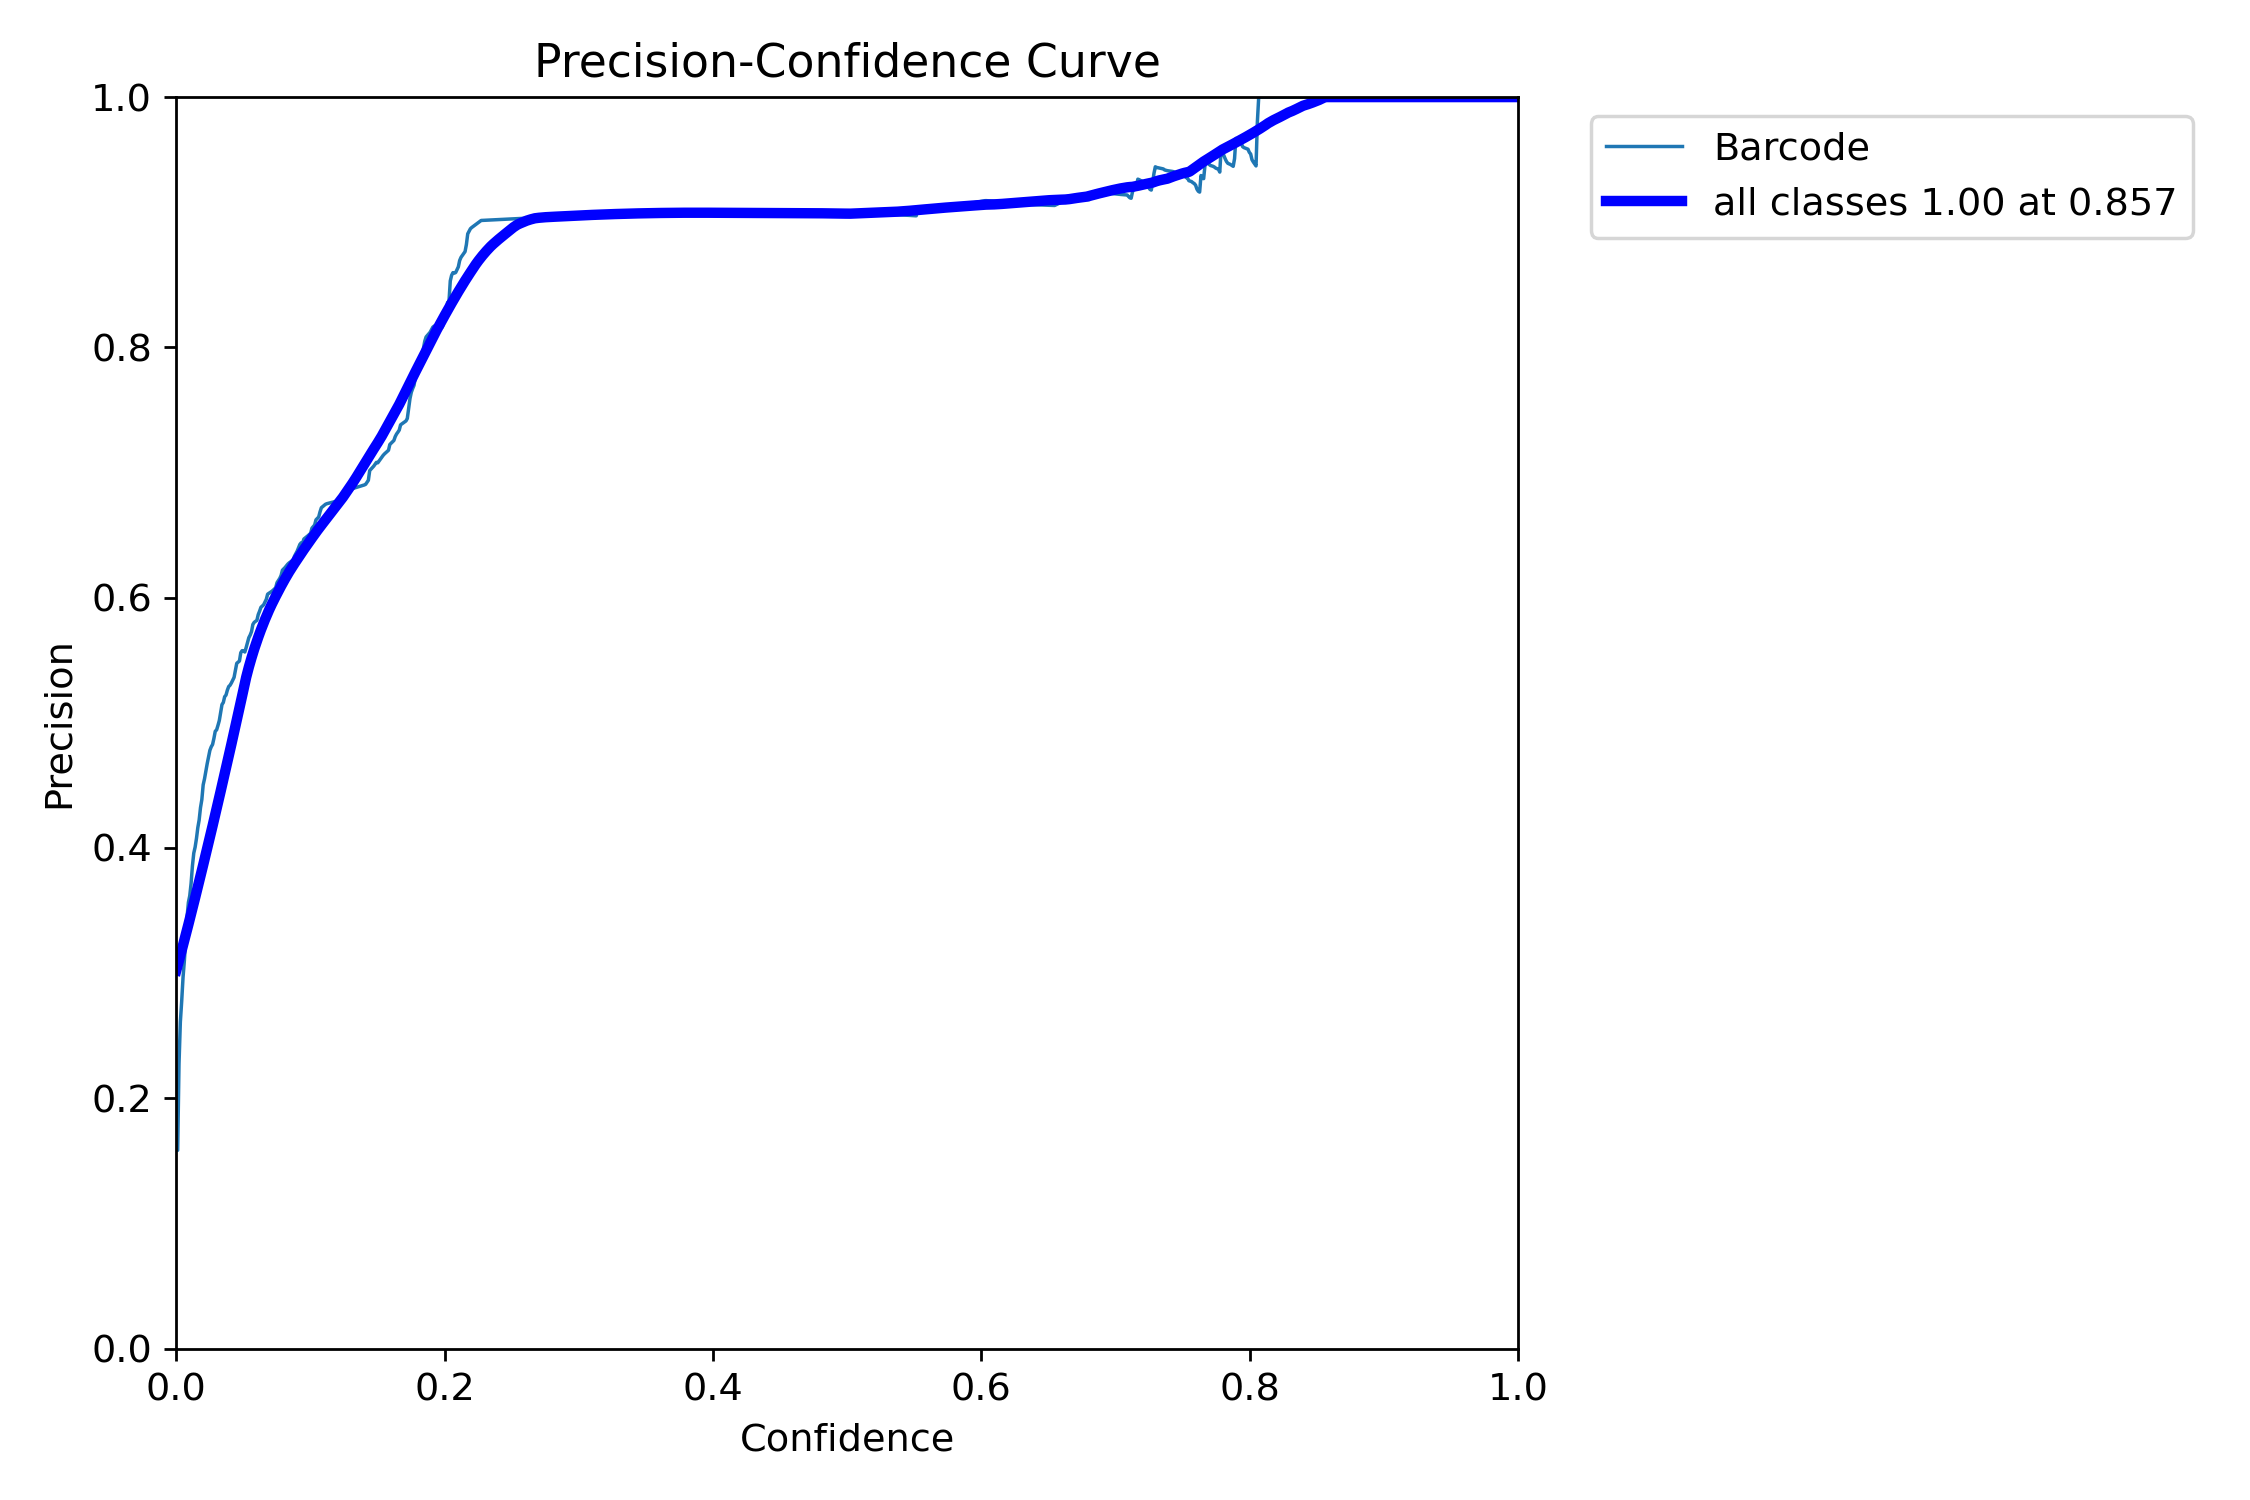 Precision-Confidence Curve
Barcode
all classes 1.00 at 0.857
Precision
1.0
0.8
0.6
0.4
0.2
0.0
0.0 0.2 0.4 0.6 0.8 1.0
Confidence